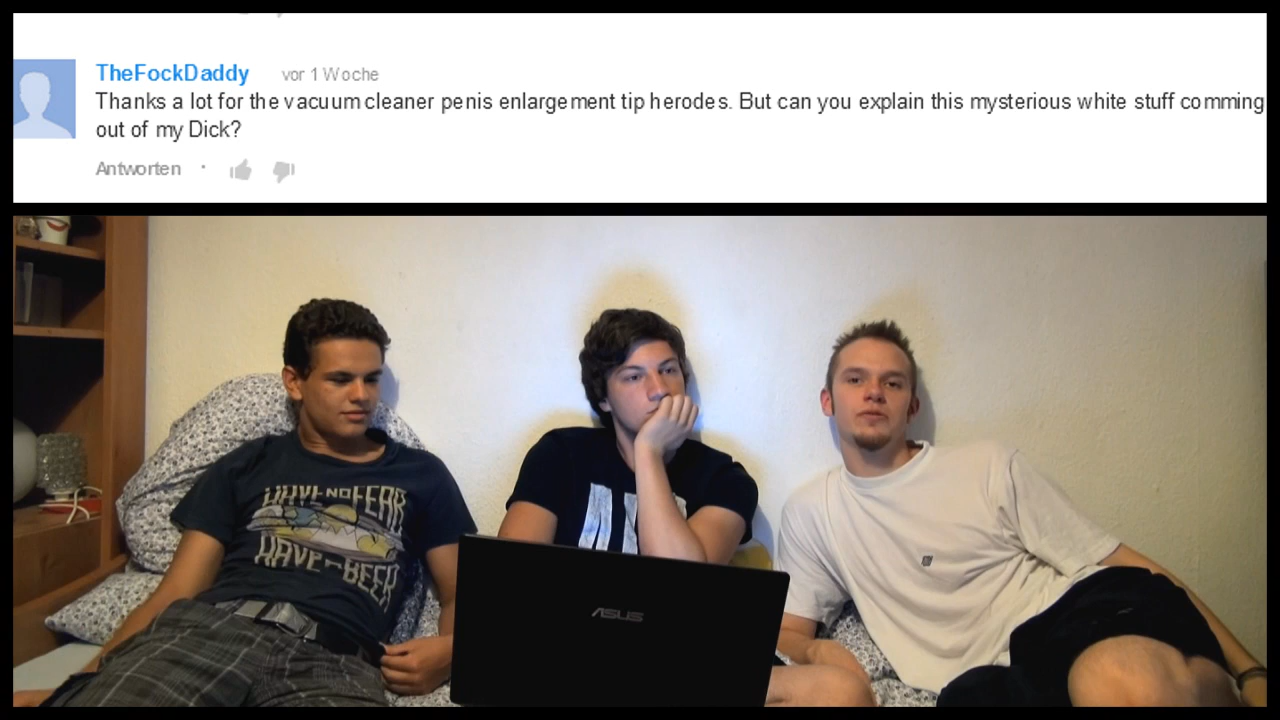 TheFockDaddy vor 1 Woche
Thanks a lot for the vacuum cleaner penis enlargement tip herodes. But can you explain this mysterious white stuff comming
out of my Dick?
Antworten ·
HAVE NO FEAR
HAVE A BEER
ASUS